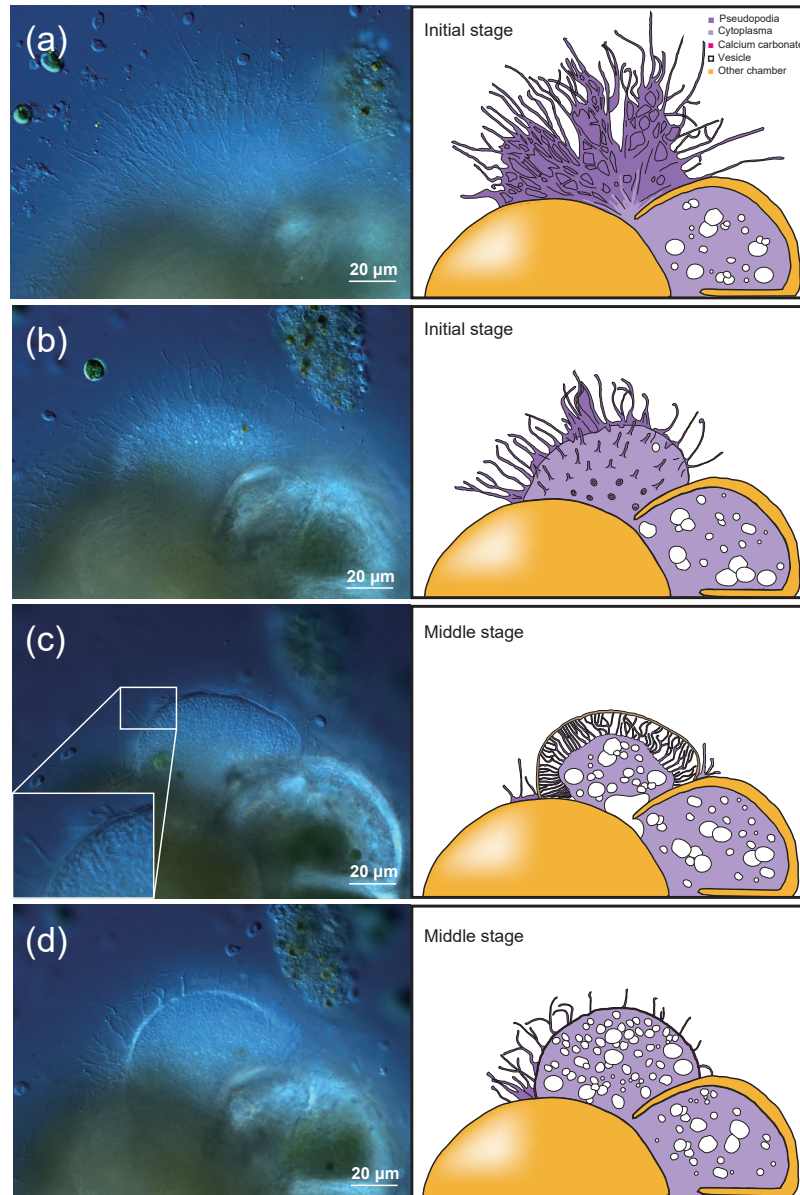 (a)
20 µm
Initial stage
Pseudopodia
Cytoplasma
Calcium carbonate
Vesicle
Other chamber
(b)
20 µm
Initial stage
(c)
20 µm
Middle stage
(d)
20 µm
Middle stage